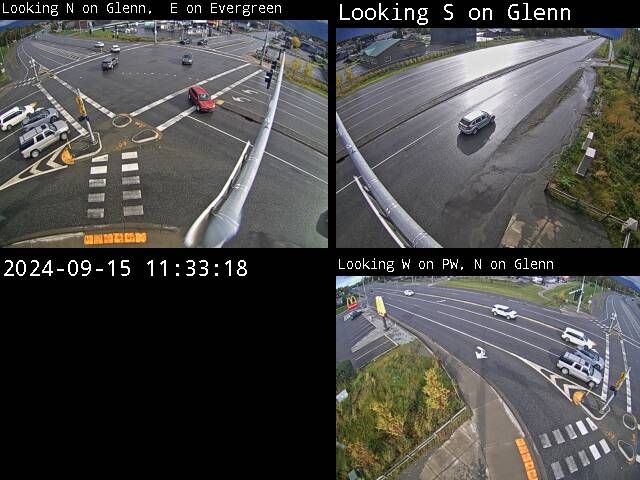 Looking N on Glenn,  E on Evergreen
Looking S on Glenn
2024-09-15 11:33:18
Looking W on PW, N on Glenn